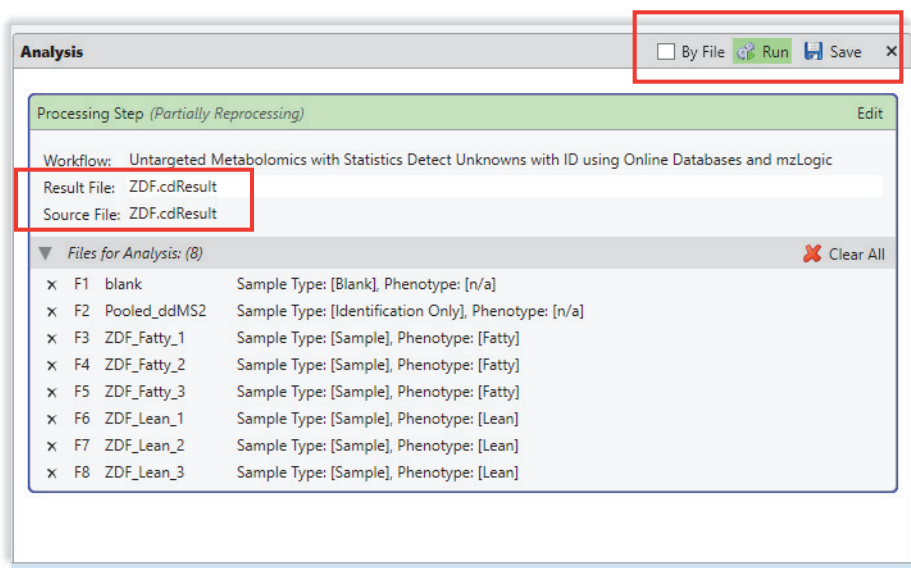 Analysis By File Run Save ×
Processing Step (Partially Reprocessing) Edit
Workflow: Untargeted Metabolomics with Statistics Detect Unknowns with ID using Online Databases and mzLogic
Result File: ZDF.cdResult
Source File: ZDF.cdResult
Files for Analysis: (8) Clear All
× F1 blank Sample Type: [Blank], Phenotype: [n/a]
× F2 Pooled_ddMS2 Sample Type: [Identification Only], Phenotype: [n/a]
× F3 ZDF_Fatty_1 Sample Type: [Sample], Phenotype: [Fatty]
× F4 ZDF_Fatty_2 Sample Type: [Sample], Phenotype: [Fatty]
× F5 ZDF_Fatty_3 Sample Type: [Sample], Phenotype: [Fatty]
× F6 ZDF_Lean_1 Sample Type: [Sample], Phenotype: [Lean]
× F7 ZDF_Lean_2 Sample Type: [Sample], Phenotype: [Lean]
× F8 ZDF_Lean_3 Sample Type: [Sample], Phenotype: [Lean]